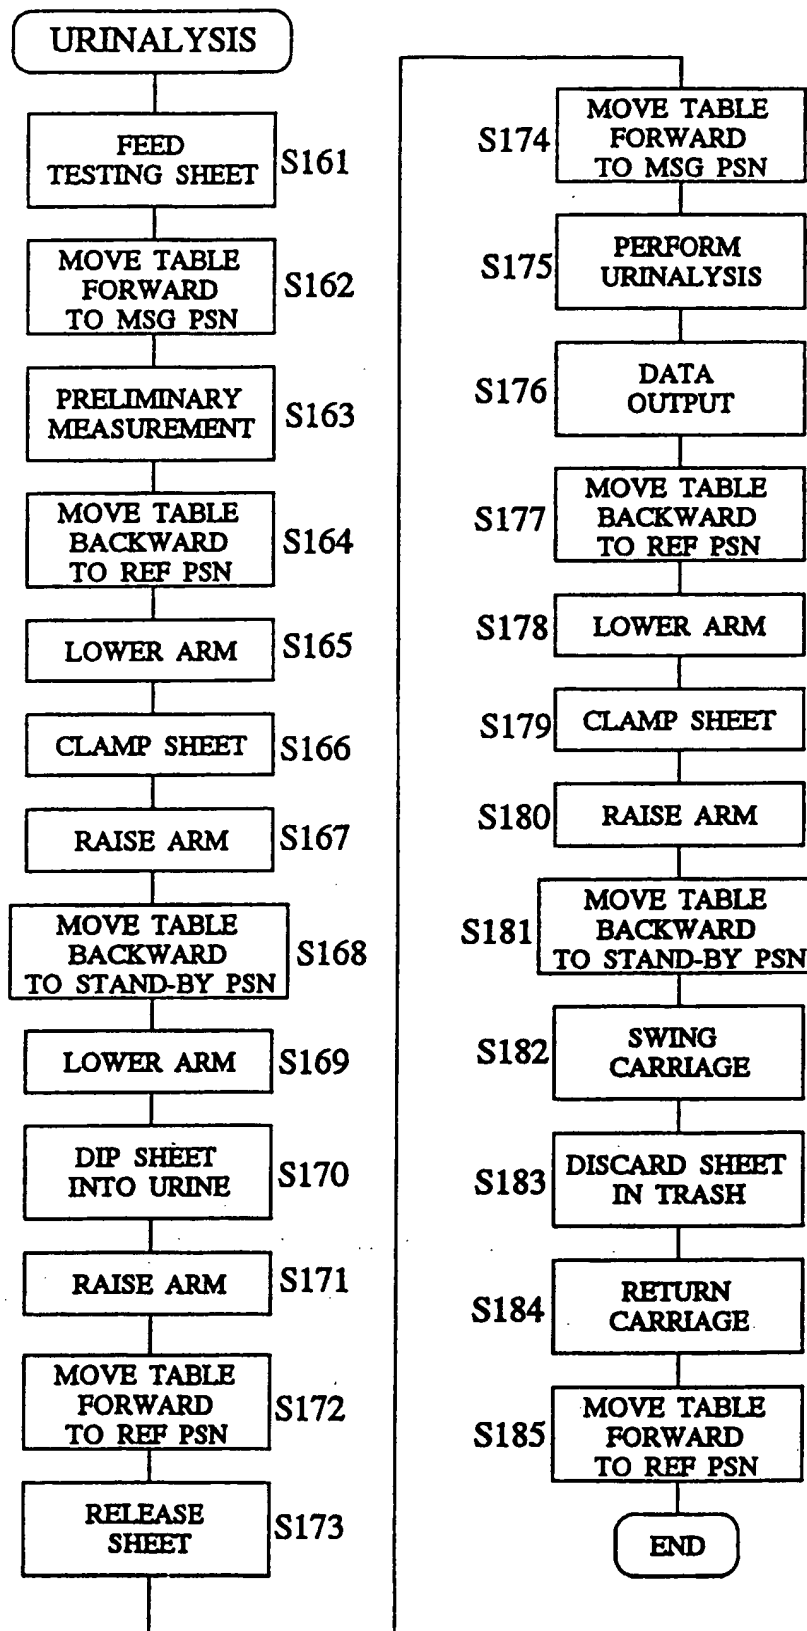 URINALYSIS
FEED
TESTING SHEET
S161
MOVE TABLE
FORWARD
TO MSG PSN
S162
PRELIMINARY
MEASUREMENT
S163
MOVE TABLE
BACKWARD
TO REF PSN
S164
LOWER ARM
S165
CLAMP SHEET
S166
RAISE ARM
S167
MOVE TABLE
BACKWARD
TO STAND-BY PSN
S168
LOWER ARM
S169
DIP SHEET
INTO URINE
S170
RAISE ARM
S171
MOVE TABLE
FORWARD
TO REF PSN
S172
RELEASE
SHEET
S173
S174
MOVE TABLE
FORWARD
TO MSG PSN
S175
PERFORM
URINALYSIS
S176
DATA
OUTPUT
S177
MOVE TABLE
BACKWARD
TO REF PSN
S178
LOWER ARM
S179
CLAMP SHEET
S180
RAISE ARM
S181
MOVE TABLE
BACKWARD
TO STAND-BY PSN
S182
SWING
CARRIAGE
S183
DISCARD SHEET
IN TRASH
S184
RETURN
CARRIAGE
S185
MOVE TABLE
FORWARD
TO REF PSN
END